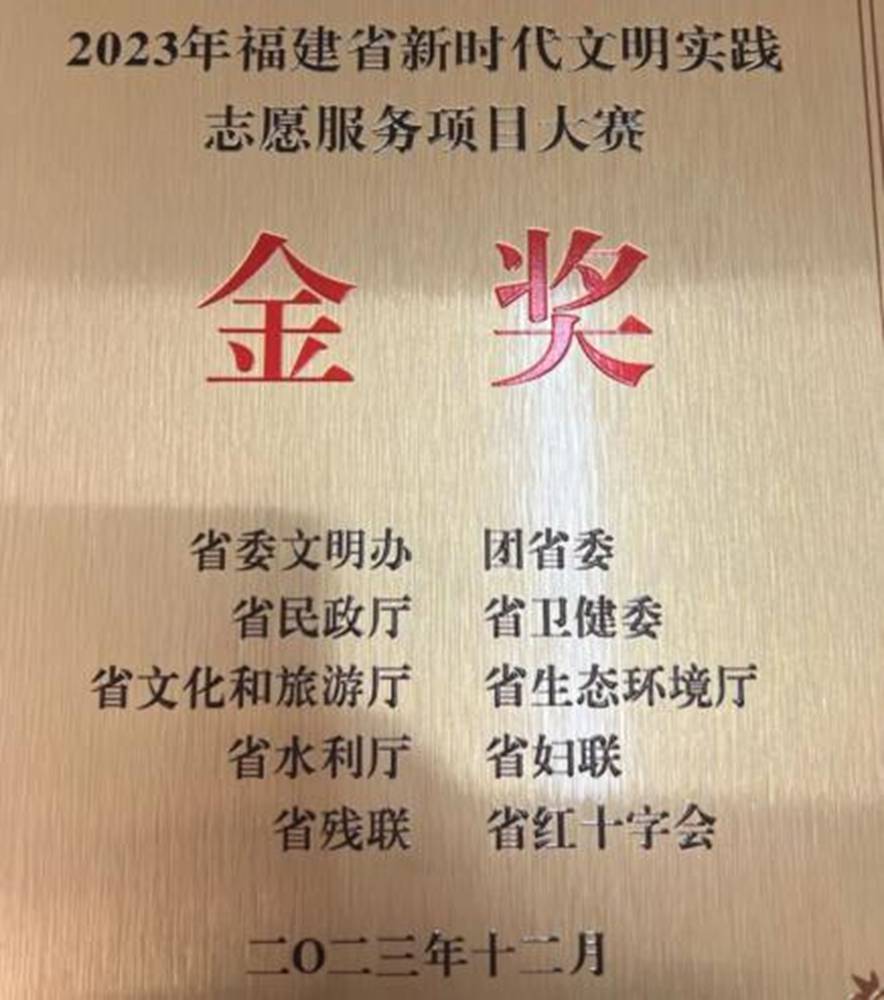 2023年福建省新时代文明实践
志愿服务项目大赛
金奖
省委文明办 团省委
省民政厅 省卫健委
省文化和旅游厅 省生态环境厅
省水利厅 省妇联
省残联 省红十字会
二〇二三年十二月